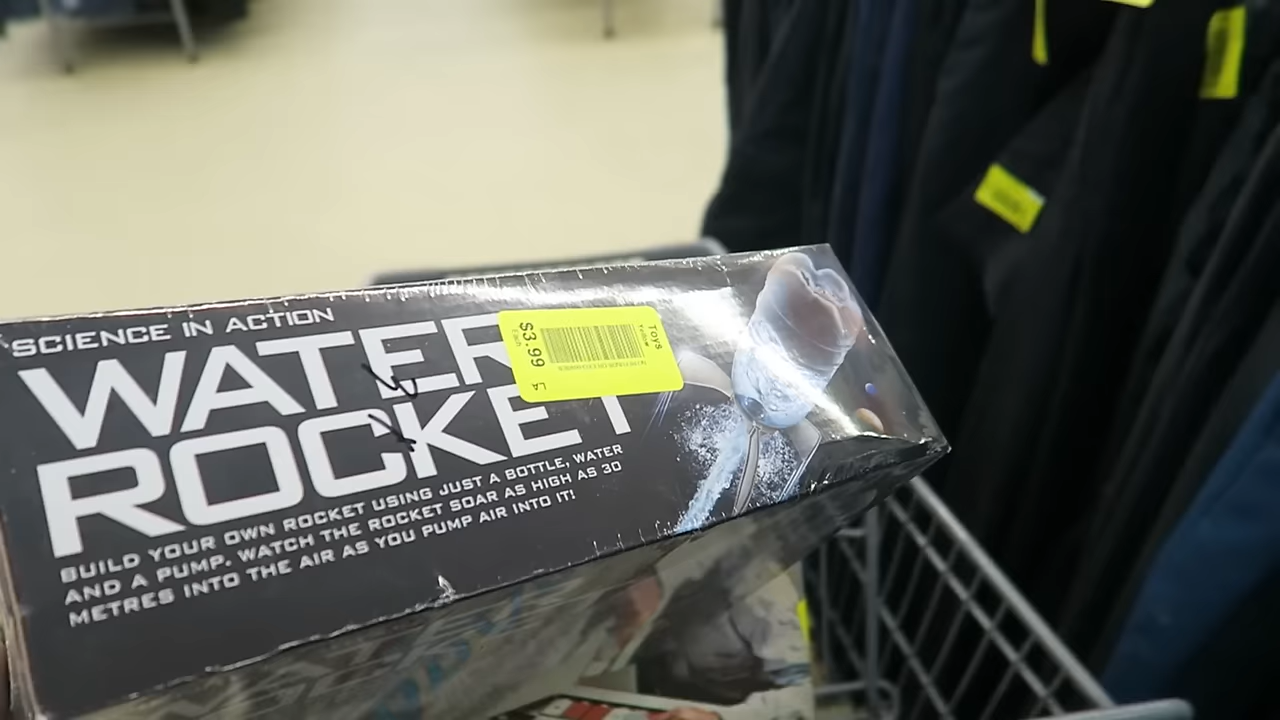 SCIENCE IN ACTION
WATER
ROCKET
BUILD YOUR OWN ROCKET USING JUST A BOTTLE, WATER
AND A PUMP. WATCH THE ROCKET SOAR AS HIGH AS 30
METRES INTO THE AIR AS YOU PUMP AIR INTO IT!
Toys
$3.99